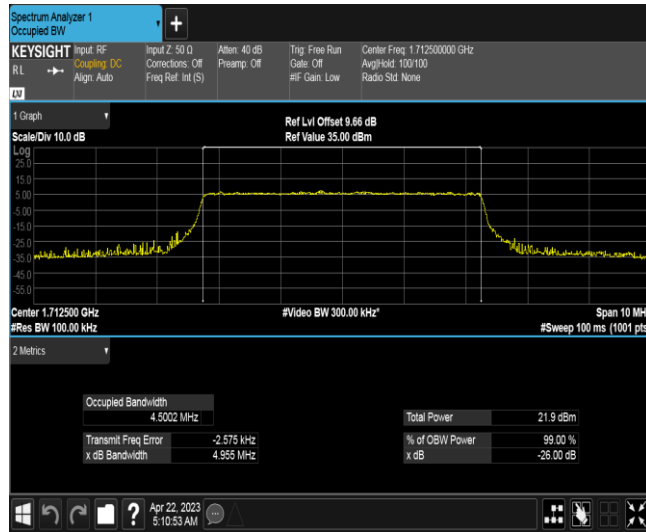 Spectrum Analyzer 1
Occupied BW
+
KEYSIGHT
RL
LXI
Input: RF
Coupling: DC
Align: Auto
Input Z: 50 Ω
Corrections: Off
Freq Ref: Int (S)
Atten: 40 dB
Preamp: Off
Trig: Free Run
Gate: Off
#IF Gain: Low
Center Freq: 1.712500000 GHz
Avg|Hold: 100/100
Radio Std: None
1 Graph
Scale/Div 10.0 dB
Ref Lvl Offset 9.66 dB
Ref Value 35.00 dBm
Log
25.0
15.0
5.00
-5.00
-15.0
-25.0
-35.0
-45.0
-55.0
Center 1.712500 GHz
#Res BW 100.00 kHz
#Video BW 300.00 kHz*
Span 10 MH
#Sweep 100 ms (1001 pts
2 Metrics
Occupied Bandwidth
4.5002 MHz
Transmit Freq Error -2.575 kHz
x dB Bandwidth 4.955 MHz
Total Power 21.9 dBm
% of OBW Power 99.00 %
x dB -26.00 dB
?
Apr 22, 2023
5:10:53 AM